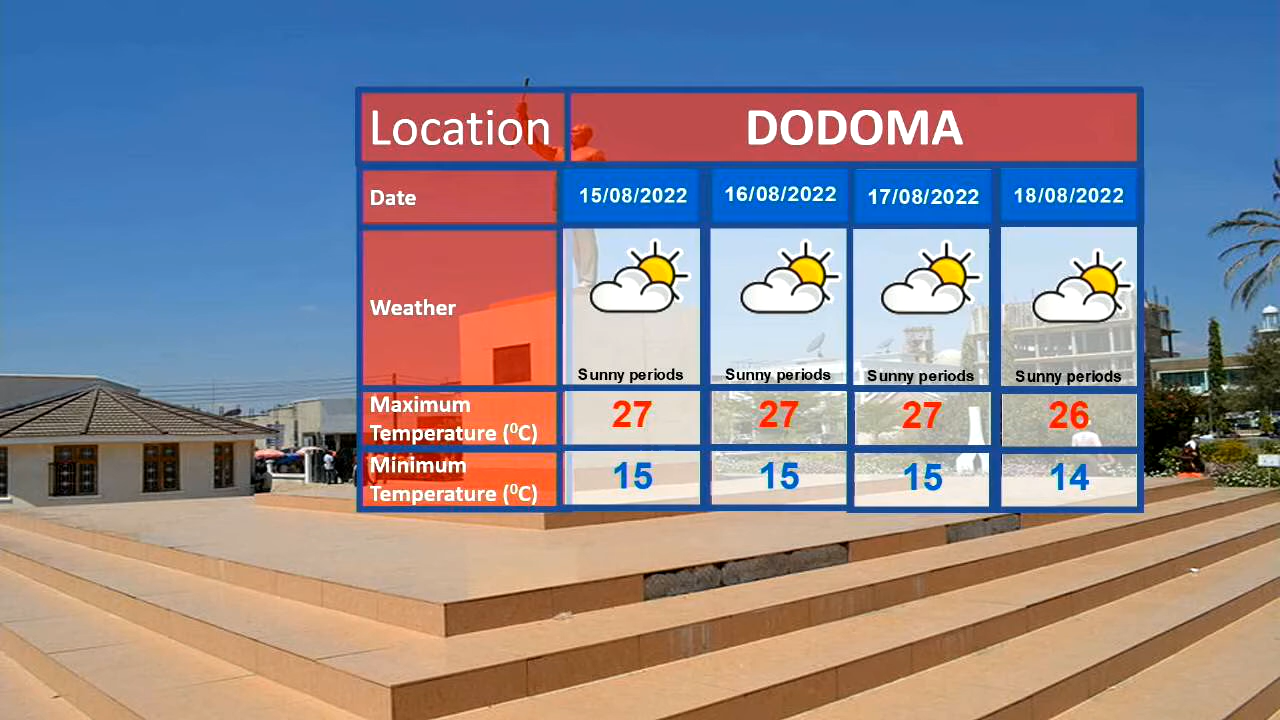 Location DODOMA
Date 15/08/2022 16/08/2022 17/08/2022 18/08/2022
Weather
Sunny periods Sunny periods Sunny periods Sunny periods
Maximum
Temperature (⁰C) 27 27 27 26
Minimum
Temperature (⁰C) 15 15 15 14